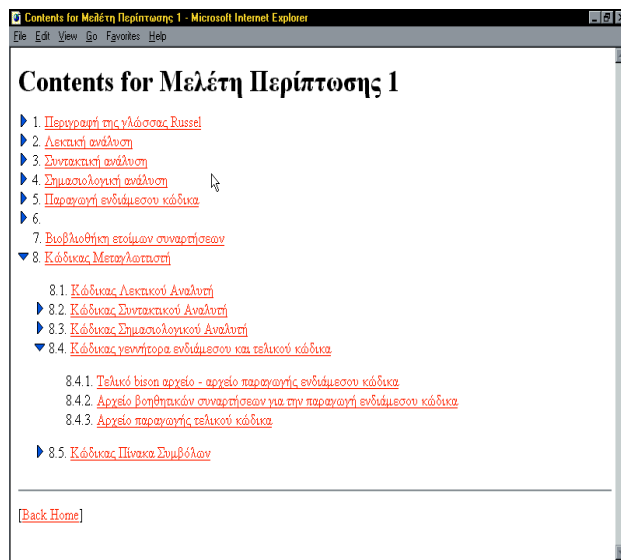 Contents for Μελέτη Περίπτωσης 1 - Microsoft Internet Explorer
File Edit View Go Favorites Help
Contents for Μελέτη Περίπτωσης 1
1. Περιγραφή της γλώσσας Russel
2. Λεκτική ανάλυση
3. Συντακτική ανάλυση
4. Σημασιολογική ανάλυση
5. Παραγωγή ενδιάμεσου κώδικα
6.
7. Βιοβλιοθήκη ετοίμων συναρτήσεων
8. Κώδικας Μεταγλωττιστή
8.1. Κώδικας Λεκτικού Αναλυτή
8.2. Κώδικας Συντακτικού Αναλυτή
8.3. Κώδικας Σημασιολογικού Αναλυτή
8.4. Κώδικας γεννήτορα ενδιάμεσου και τελικού κώδικα
8.4.1. Τελικό bison αρχείο - αρχείο παραγωγής ενδιάμεσου κώδικα
8.4.2. Αρχείο βοηθητικών συναρτήσεων για την παραγωγή ενδιάμεσου κώδικα
8.4.3. Αρχείο παραγωγής τελικού κώδικα
8.5. Κώδικας Πίνακα Συμβόλων
[Back Home]